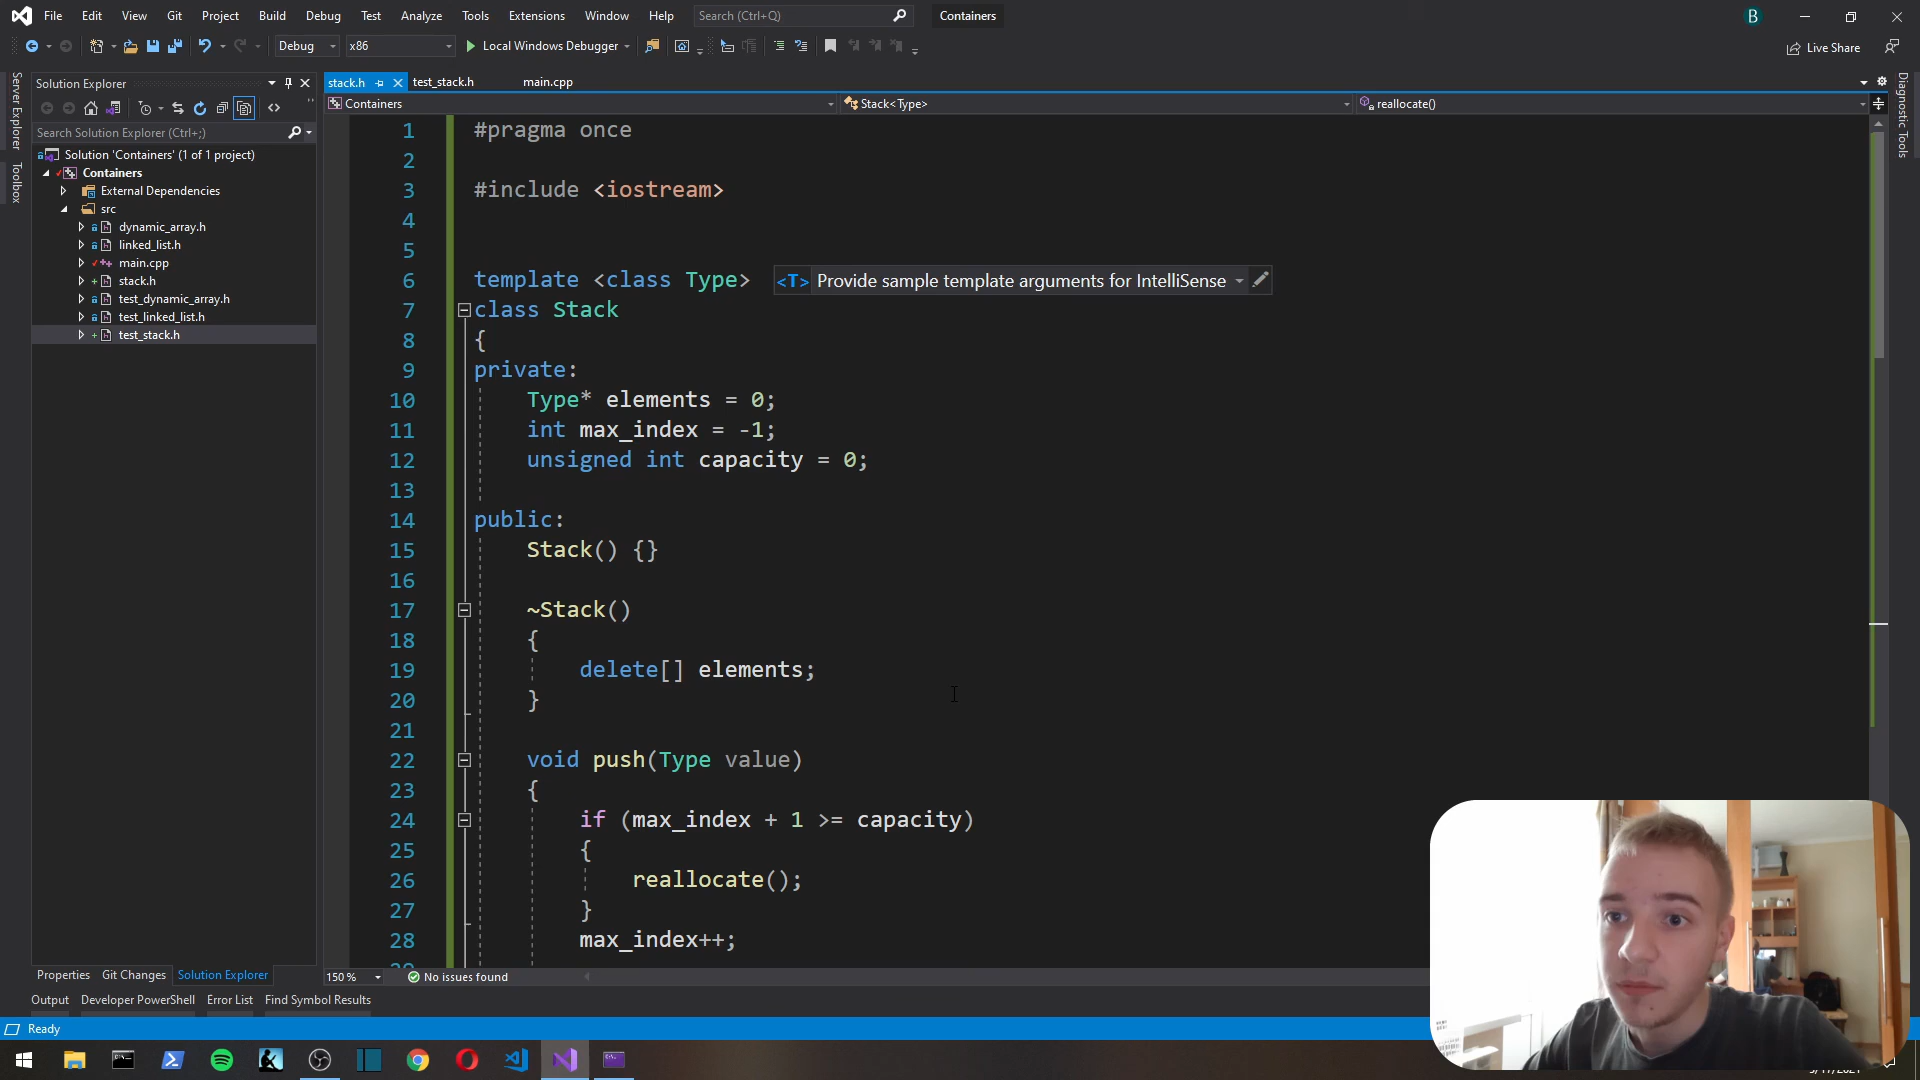 File Edit View Git Project Build Debug Test Analyze Tools Extensions Window Help Search (Ctrl+Q) Containers B
Debug x86 Local Windows Debugger Live Share
Server Explorer
Toolbox
Solution Explorer
Search Solution Explorer (Ctrl+;)
Solution 'Containers' (1 of 1 project)
Containers
External Dependencies
src
dynamic_array.h
linked_list.h
main.cpp
stack.h
test_dynamic_array.h
test_linked_list.h
test_stack.h
Properties Git Changes Solution Explorer
stack.h test_stack.h main.cpp
Containers Stack<Type> reallocate()
1 #pragma once
2
3 #include <iostream>
4
5
6 template <class Type> <T> Provide sample template arguments for IntelliSense
7 class Stack
8 {
9 private:
10 Type* elements = 0;
11 int max_index = -1;
12 unsigned int capacity = 0;
13
14 public:
15 Stack() {}
16
17 ~Stack()
18 {
19 delete[] elements;
20 }
21
22 void push(Type value)
23 {
24 if (max_index + 1 >= capacity)
25 {
26 reallocate();
27 }
28 max_index++;
150 % No issues found
Diagnostic Tools
Output Developer PowerShell Error List Find Symbol Results
Ready